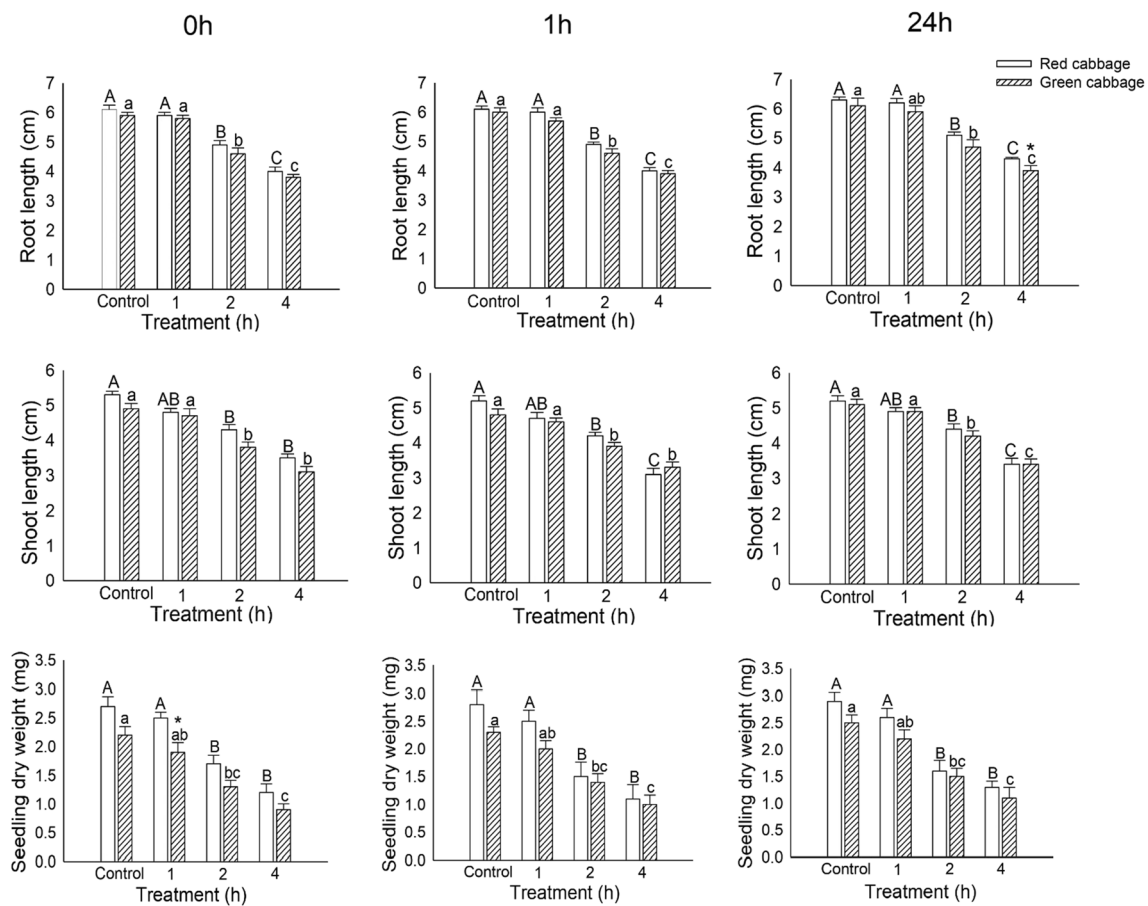 0h
1h
24h
Red cabbage
Green cabbage
Root length (cm)
7
6
5
4
3
2
1
0
A a A a B b C c
Control 1 2 4
Treatment (h)
Root length (cm)
7
6
5
4
3
2
1
0
A a A a B b C c
Control 1 2 4
Treatment (h)
Root length (cm)
7
6
5
4
3
2
1
0
A a A ab B b C * c
Control 1 2 4
Treatment (h)
Shoot length (cm)
6
5
4
3
2
1
0
A a AB a B b B b
Control 1 2 4
Treatment (h)
Shoot length (cm)
6
5
4
3
2
1
0
A a AB a B b C b
Control 1 2 4
Treatment (h)
Shoot length (cm)
6
5
4
3
2
1
0
A a AB a B b C c
Control 1 2 4
Treatment (h)
Seedling dry weight (mg)
3.5
3.0
2.5
2.0
1.5
1.0
0.5
0.0
A a A * ab B bc B c
Control 1 2 4
Treatment (h)
Seedling dry weight (mg)
3.5
3.0
2.5
2.0
1.5
1.0
0.5
0.0
A a A ab B bc B c
Control 1 2 4
Treatment (h)
Seedling dry weight (mg)
3.5
3.0
2.5
2.0
1.5
1.0
0.5
0.0
A a A ab B bc B c
Control 1 2 4
Treatment (h)